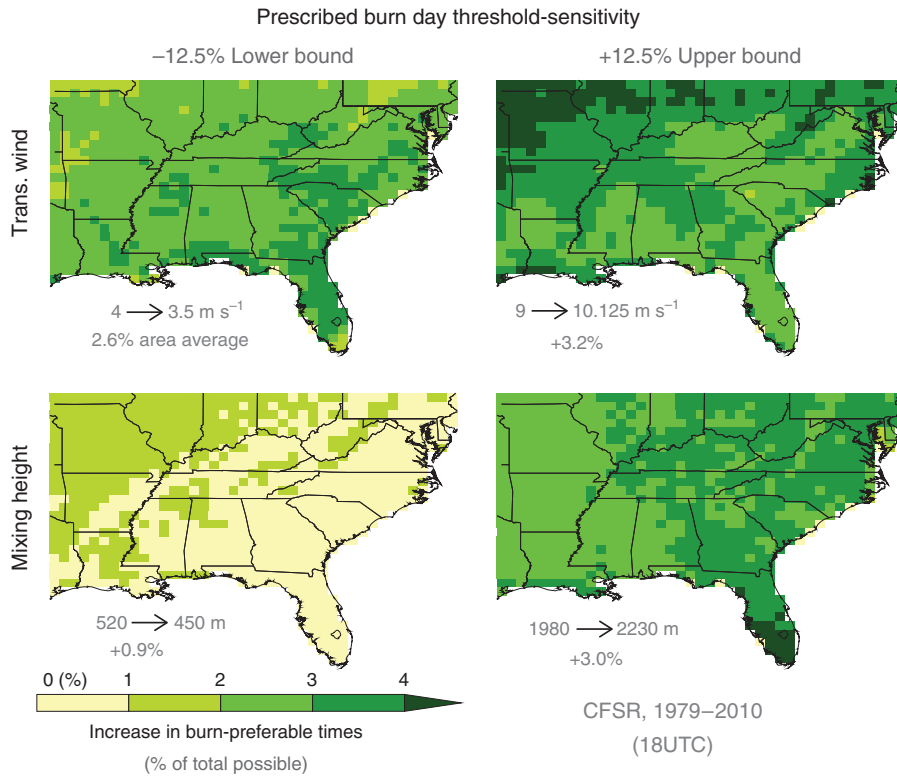 Prescribed burn day threshold-sensitivity
–12.5% Lower bound
+12.5% Upper bound
Trans. wind
4 → 3.5 m s⁻¹
2.6% area average
9 → 10.125 m s⁻¹
+3.2%
Mixing height
520 → 450 m
+0.9%
1980 → 2230 m
+3.0%
0 (%) 1 2 3 4
Increase in burn-preferable times
(% of total possible)
CFSR, 1979–2010
(18UTC)